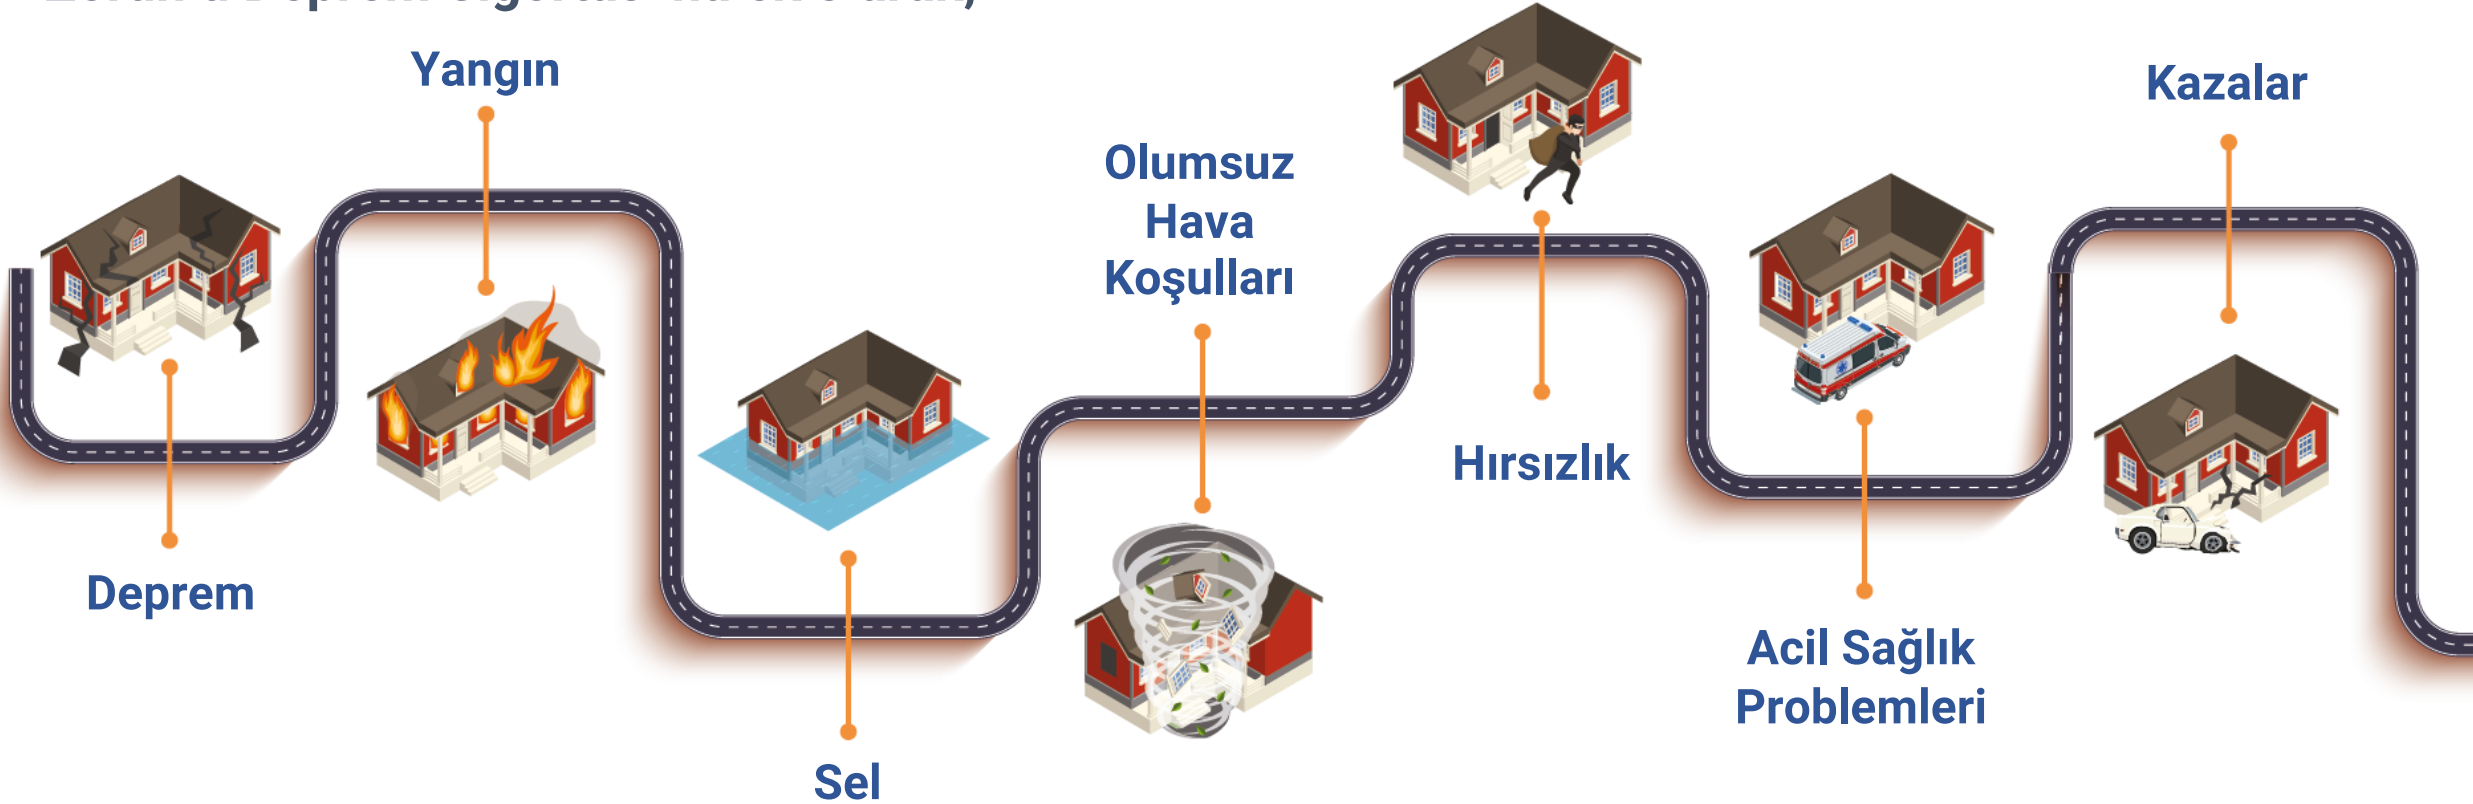 Deprem
Yangın
Sel
Olumsuz
Hava
Koşulları
Hırsızlık
Acil Sağlık
Problemleri
Kazalar